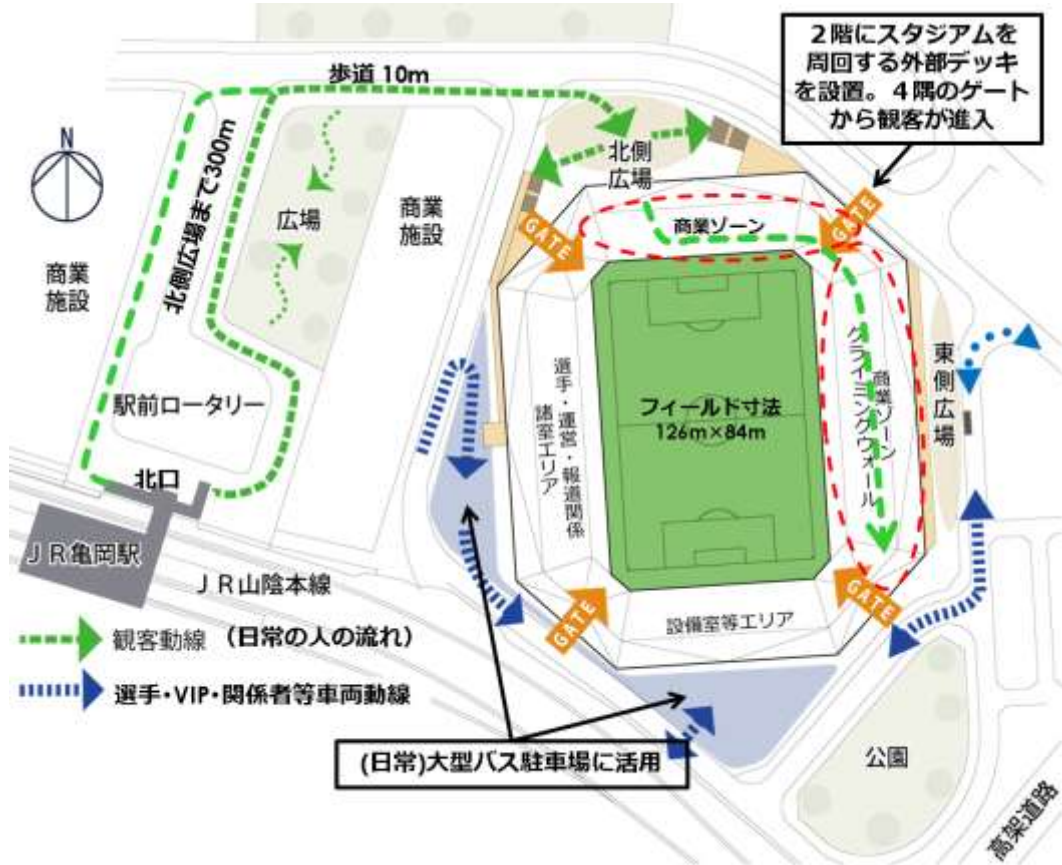 ２階にスタジアムを
周回する外部デッキ
を設置。４隅のゲート
から観客が進入
歩道 10m
N
北側広場まで300m
広場
商業
施設
商業
施設
北側
広場
GATE
GATE
商業ゾーン
東側広場
商業ゾーン
クライミングウォール
選手・運営・報道関係
諸室エリア
フィールド寸法
126m×84m
駅前ロータリー
北口
ＪＲ亀岡駅
ＪＲ山陰本線
GATE
GATE
設備室等エリア
観客動線 （日常の人の流れ）
選手・VIP・関係者等車両動線
(日常)大型バス駐車場に活用
公園
高架道路